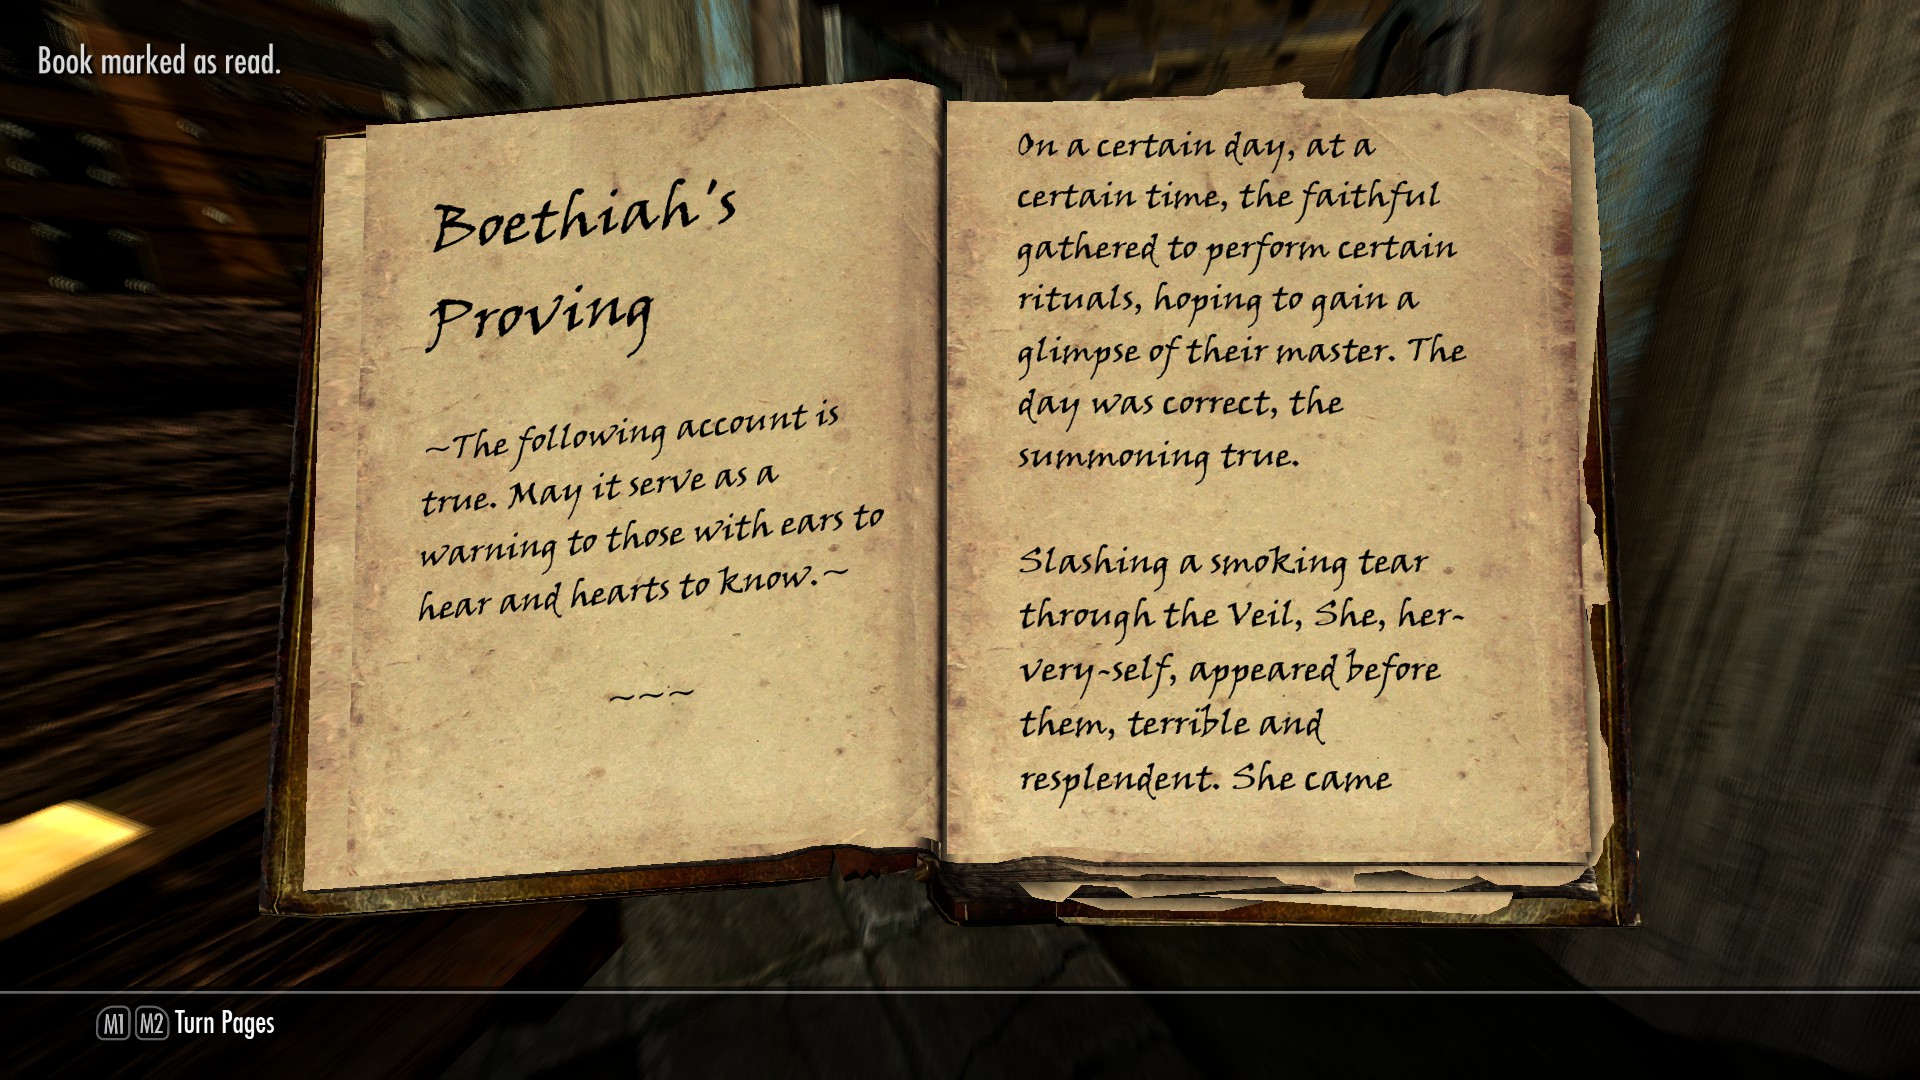 Book marked as read.
Boethiah's
Proving
~The following account is
true. May it serve as a
warning to those with ears to
hear and hearts to know.~
~~~
On a certain day, at a
certain time, the faithful
gathered to perform certain
rituals, hoping to gain a
glimpse of their master. The
day was correct, the
summoning true.
Slashing a smoking tear
through the Veil, She, her-
very-self, appeared before
them, terrible and
resplendent. She came
M1 M2 Turn Pages